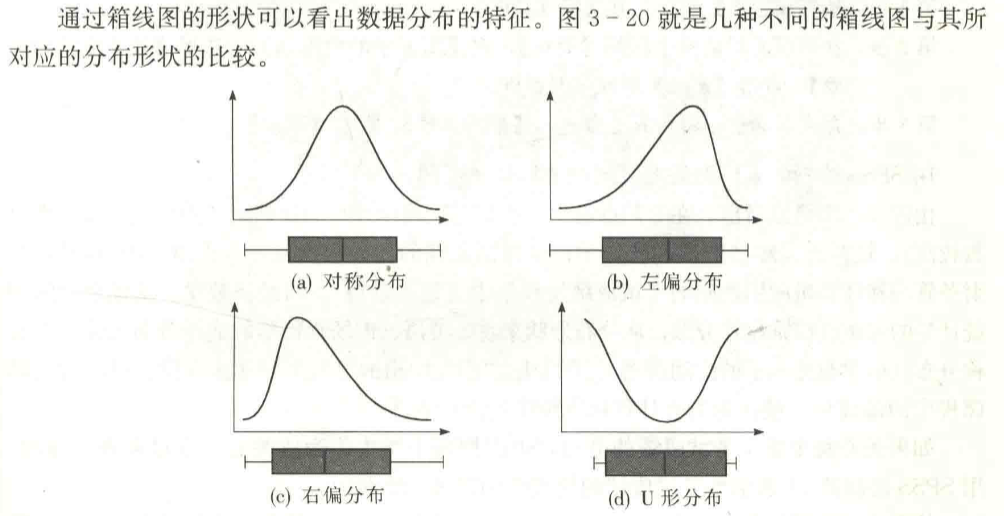 通过箱线图的形状可以看出数据分布的特征。图3-20就是几种不同的箱线图与其所
对应的分布形状的比较。
(a) 对称分布
(b) 左偏分布
(c) 右偏分布
(d) U形分布